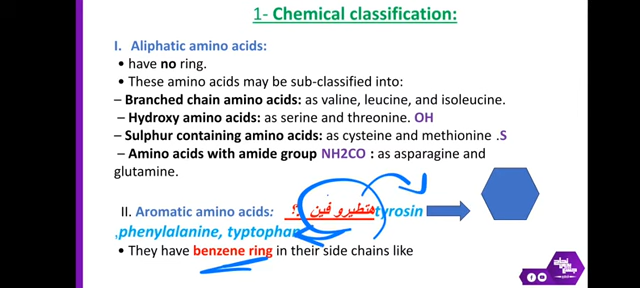 1- Chemical classification:
I. Aliphatic amino acids:
• have no ring.
• These amino acids may be sub-classified into:
– Branched chain amino acids: as valine, leucine, and isoleucine.
– Hydroxy amino acids: as serine and threonine. OH
– Sulphur containing amino acids: as cysteine and methionine .S
– Amino acids with amide group NH2CO : as asparagine and
glutamine.
II. Aromatic amino acids: هتطيرو فين ؟! tyrosin
,phenylalanine, typtophan
• They have benzene ring in their side chains like